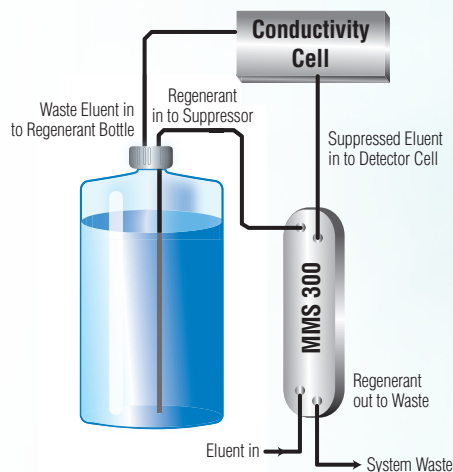 Conductivity
Cell
Waste Eluent in
to Regenerant Bottle
Regenerant
in to Suppressor
Suppressed Eluent
in to Detector Cell
MMS 300
Regenerant
out to Waste
Eluent in
System Waste